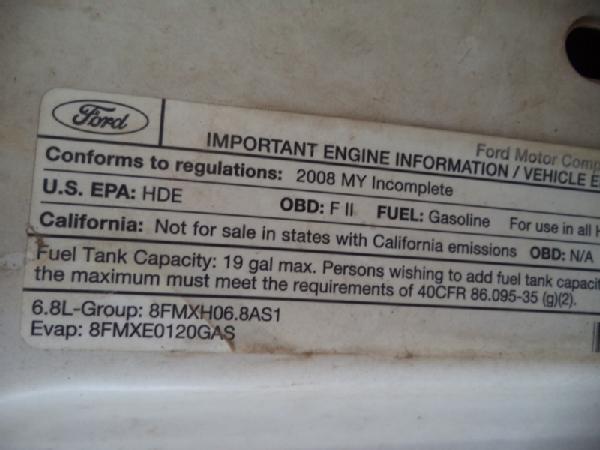 Ford
Ford Motor Comp
IMPORTANT ENGINE INFORMATION / VEHICLE E
Conforms to regulations: 2008 MY Incomplete
U.S. EPA: HDE OBD: F II FUEL: Gasoline For use in all H
California: Not for sale in states with California emissions OBD: N/A
Fuel Tank Capacity: 19 gal max. Persons wishing to add fuel tank capacit
the maximum must meet the requirements of 40CFR 86.095-35 (g)(2).
6.8L-Group: 8FMXH06.8AS1
Evap: 8FMXE0120GAS